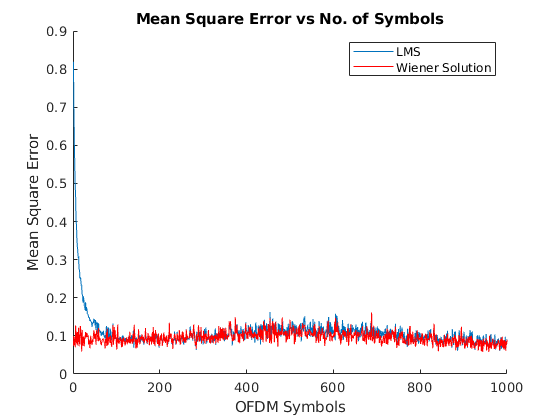 Mean Square Error vs No. of Symbols
LMS
Wiener Solution
Mean Square Error
0.9
0.8
0.7
0.6
0.5
0.4
0.3
0.2
0.1
0
0 200 400 600 800 1000
OFDM Symbols